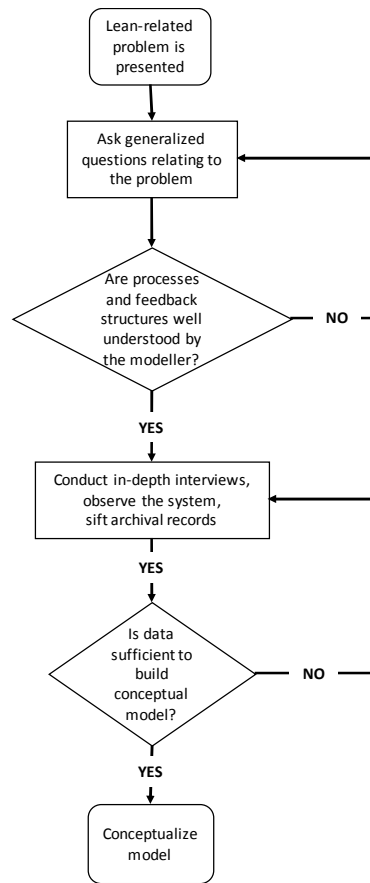 Lean-related
problem is
presented
Ask generalized
questions relating to
the problem
Are processes
and feedback
structures well
understood by
the modeller?
NO
YES
Conduct in-depth interviews,
observe the system,
sift archival records
YES
Is data
sufficient to
build
conceptual
model?
NO
YES
Conceptualize
model